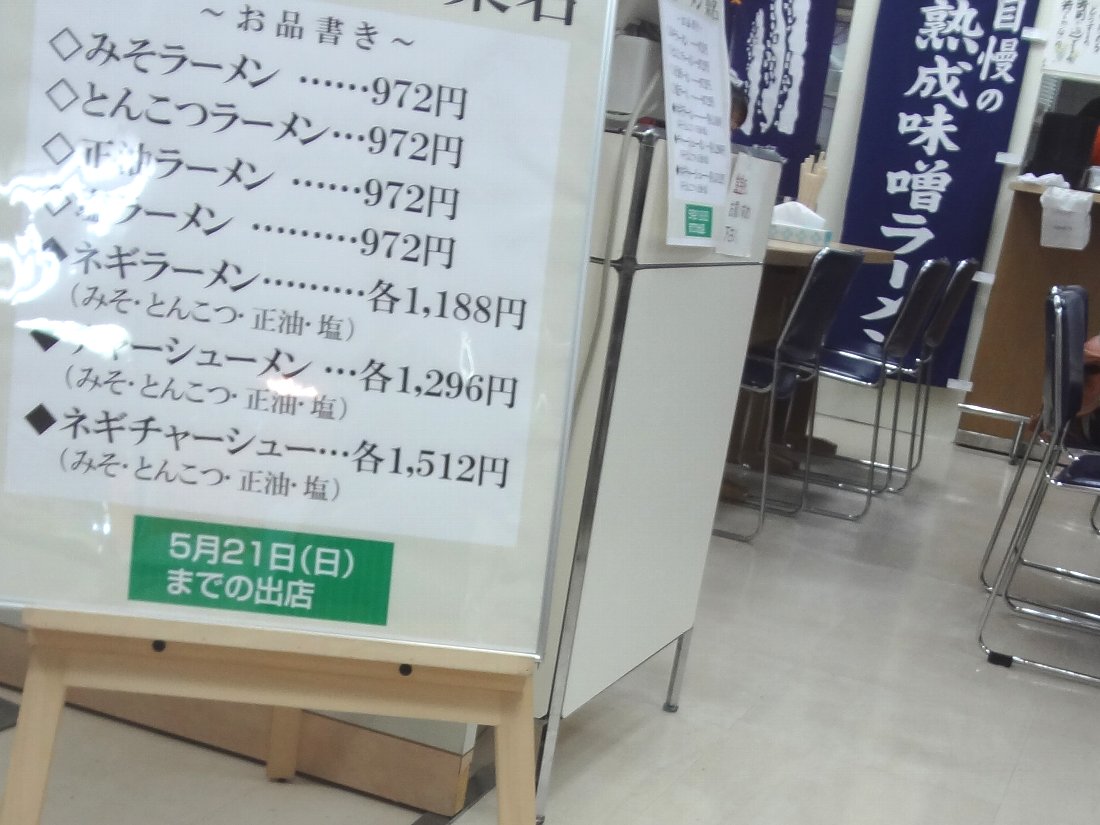 ~お品書き~
◇みそラーメン ……972円
◇とんこつラーメン…972円
◇正油ラーメン ……972円
ラーメン ………972円
◆ネギラーメン………各1,188円
(みそ・とんこつ・正油・塩)
◆チャーシューメン …各1,296円
(みそ・とんこつ・正油・塩)
◆ネギチャーシュー…各1,512円
(みそ・とんこつ・正油・塩)
5月21日(日)
までの出店
自慢の
熟成味噌ラーメン